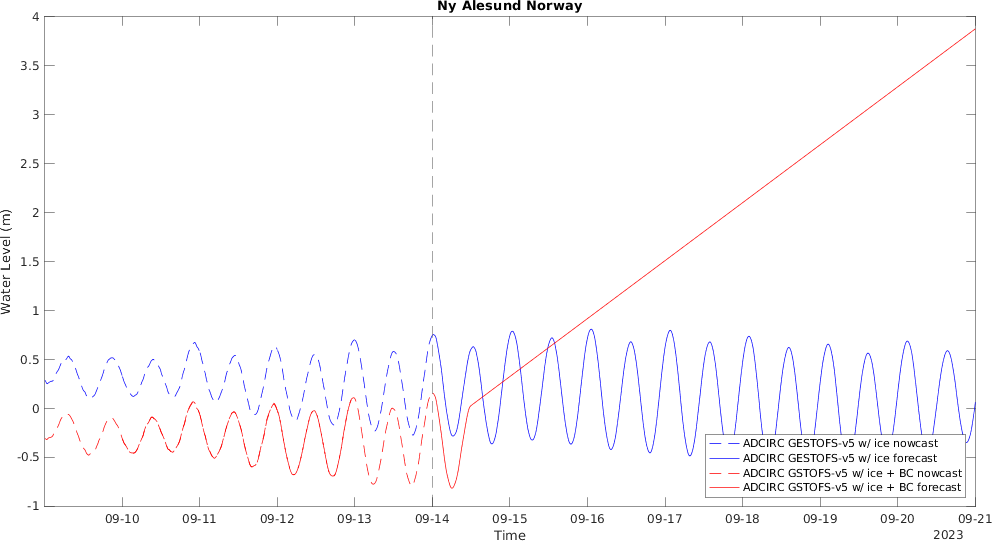 Ny Alesund Norway
4
3.5
3
2.5
2
1.5
1
0.5
0
-0.5
-1
Water Level (m)
ADCIRC GESTOFS-v5 w/ ice nowcast
ADCIRC GESTOFS-v5 w/ ice forecast
ADCIRC GSTOFS-v5 w/ ice + BC nowcast
ADCIRC GSTOFS-v5 w/ ice + BC forecast
09-10 09-11 09-12 09-13 09-14 09-15 09-16 09-17 09-18 09-19 09-20 09-21
Time
2023